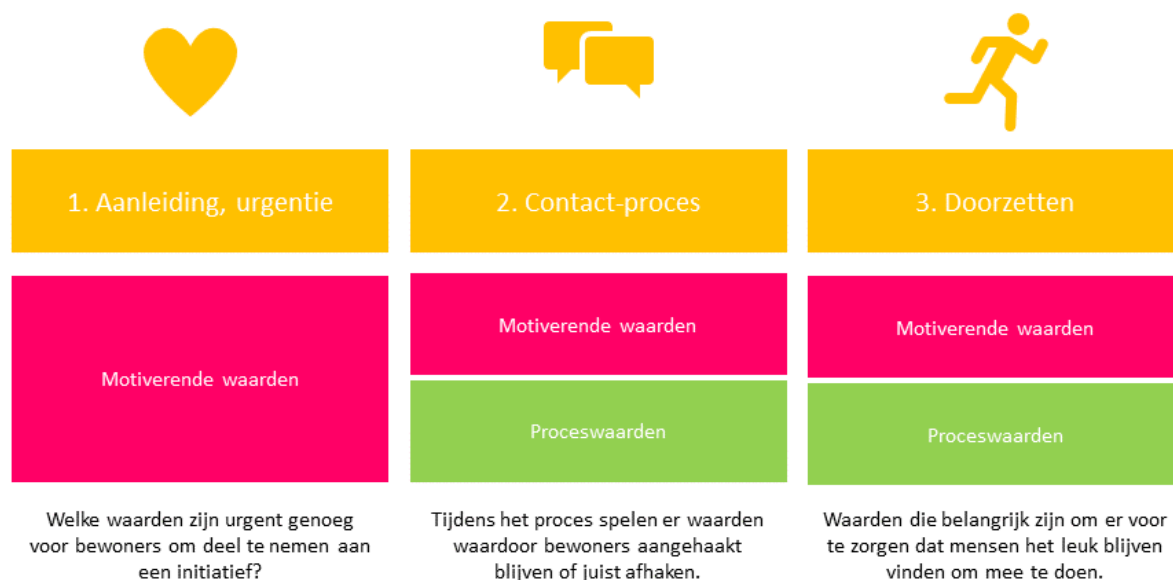 1. Aanleiding, urgentie
2. Contact-proces
3. Doorzetten
Motiverende waarden
Motiverende waarden
Motiverende waarden
Proceswaarden
Proceswaarden
Welke waarden zijn urgent genoeg
voor bewoners om deel te nemen aan
een initiatief?
Tijdens het proces spelen er waarden
waardoor bewoners aangehaakt
blijven of juist afhaken.
Waarden die belangrijk zijn om er voor
te zorgen dat mensen het leuk blijven
vinden om mee te doen.